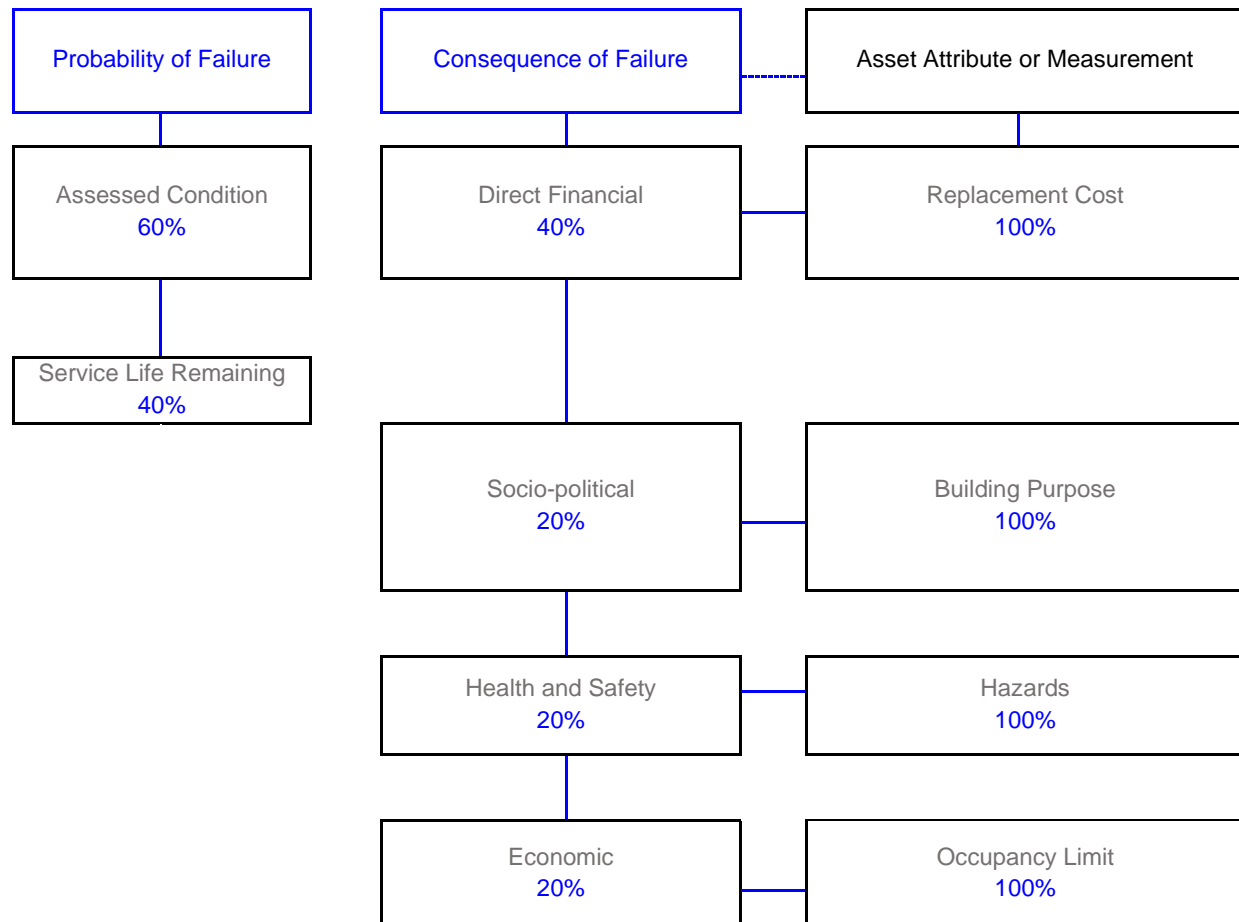 Probability of Failure
Consequence of Failure
Asset Attribute or Measurement
Assessed Condition
60%
Direct Financial
40%
Replacement Cost
100%
Service Life Remaining
40%
Socio-political
20%
Building Purpose
100%
Health and Safety
20%
Hazards
100%
Economic
20%
Occupancy Limit
100%